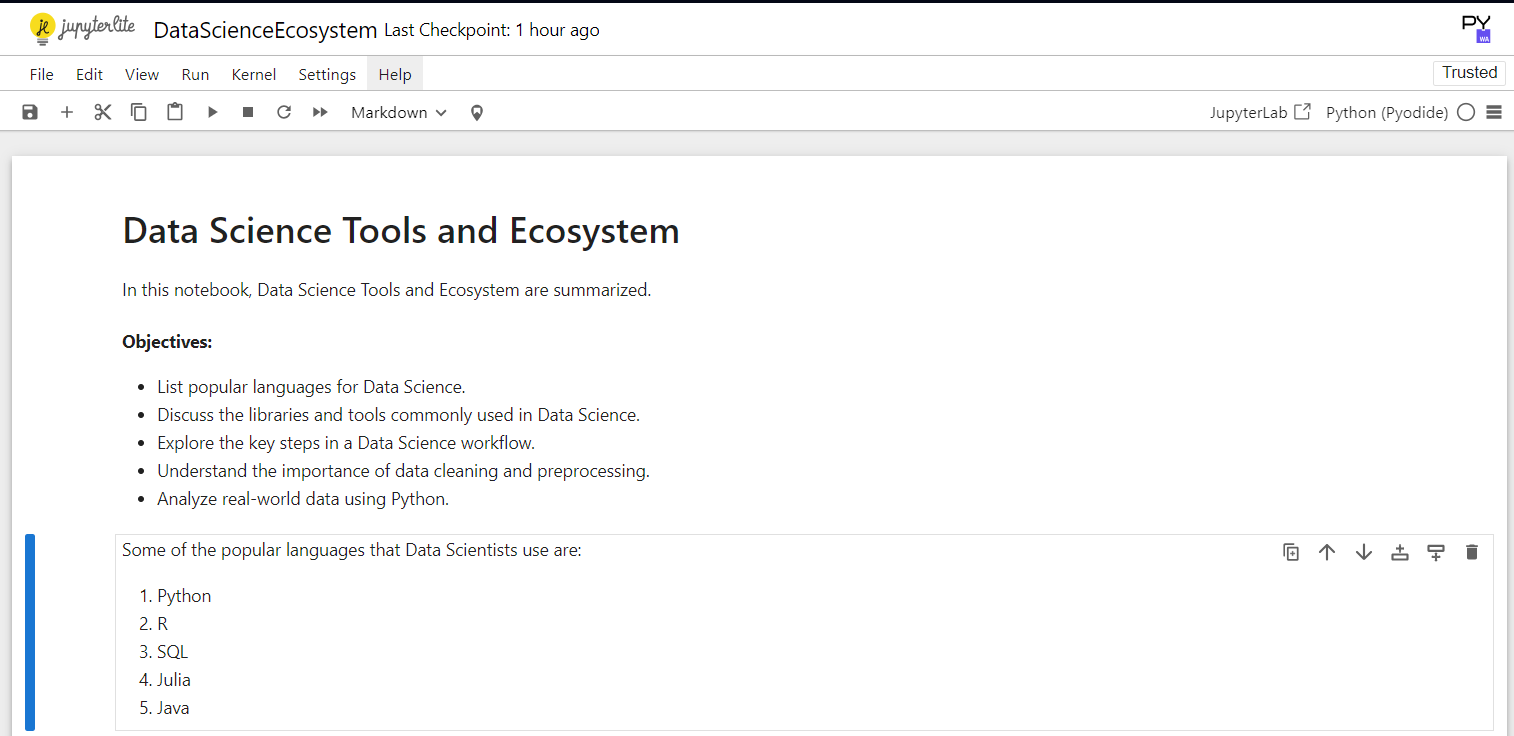 jupyterlite DataScienceEcosystem Last Checkpoint: 1 hour ago PY WA
File Edit View Run Kernel Settings Help Trusted
Markdown JupyterLab Python (Pyodide)
Data Science Tools and Ecosystem
In this notebook, Data Science Tools and Ecosystem are summarized.
Objectives:
• List popular languages for Data Science.
• Discuss the libraries and tools commonly used in Data Science.
• Explore the key steps in a Data Science workflow.
• Understand the importance of data cleaning and preprocessing.
• Analyze real-world data using Python.
Some of the popular languages that Data Scientists use are:
1. Python
2. R
3. SQL
4. Julia
5. Java